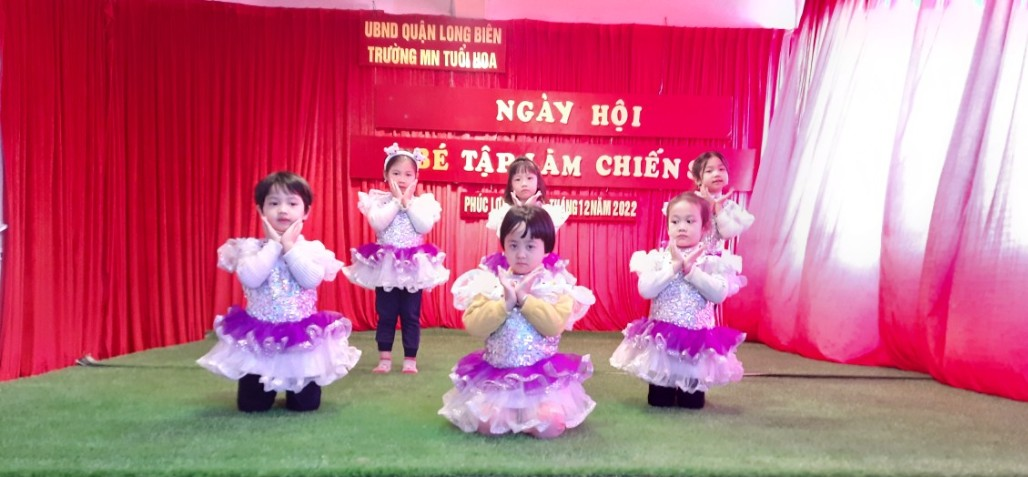 UBND QUẬN LONG BIÊN
TRƯỜNG MN TUỔI HOA
NGÀY HỘI
BÉ TẬP LÀM CHIẾN
PHÚC LỢI THÁNG 12 NĂM 2022